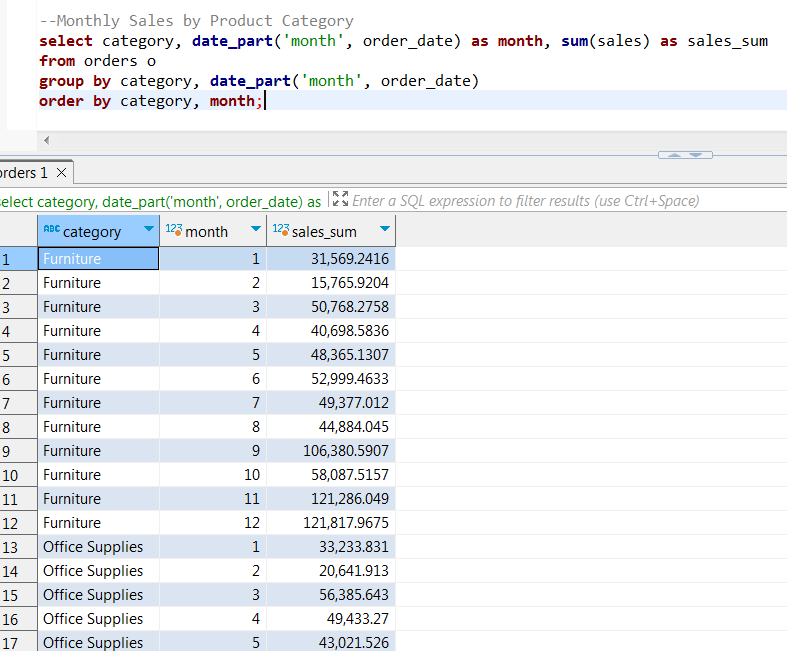 --Monthly Sales by Product Category
select category, date_part('month', order_date) as month, sum(sales) as sales_sum
from orders o
group by category, date_part('month', order_date)
order by category, month;
orders 1
select category, date_part('month', order_date) as Enter a SQL expression to filter results (use Ctrl+Space)
ABC category 123 month 123 sales_sum
1 Furniture 1 31,569.2416
2 Furniture 2 15,765.9204
3 Furniture 3 50,768.2758
4 Furniture 4 40,698.5836
5 Furniture 5 48,365.1307
6 Furniture 6 52,999.4633
7 Furniture 7 49,377.012
8 Furniture 8 44,884.045
9 Furniture 9 106,380.5907
10 Furniture 10 58,087.5157
11 Furniture 11 121,286.049
12 Furniture 12 121,817.9675
13 Office Supplies 1 33,233.831
14 Office Supplies 2 20,641.913
15 Office Supplies 3 56,385.643
16 Office Supplies 4 49,433.27
17 Office Supplies 5 43,021.526